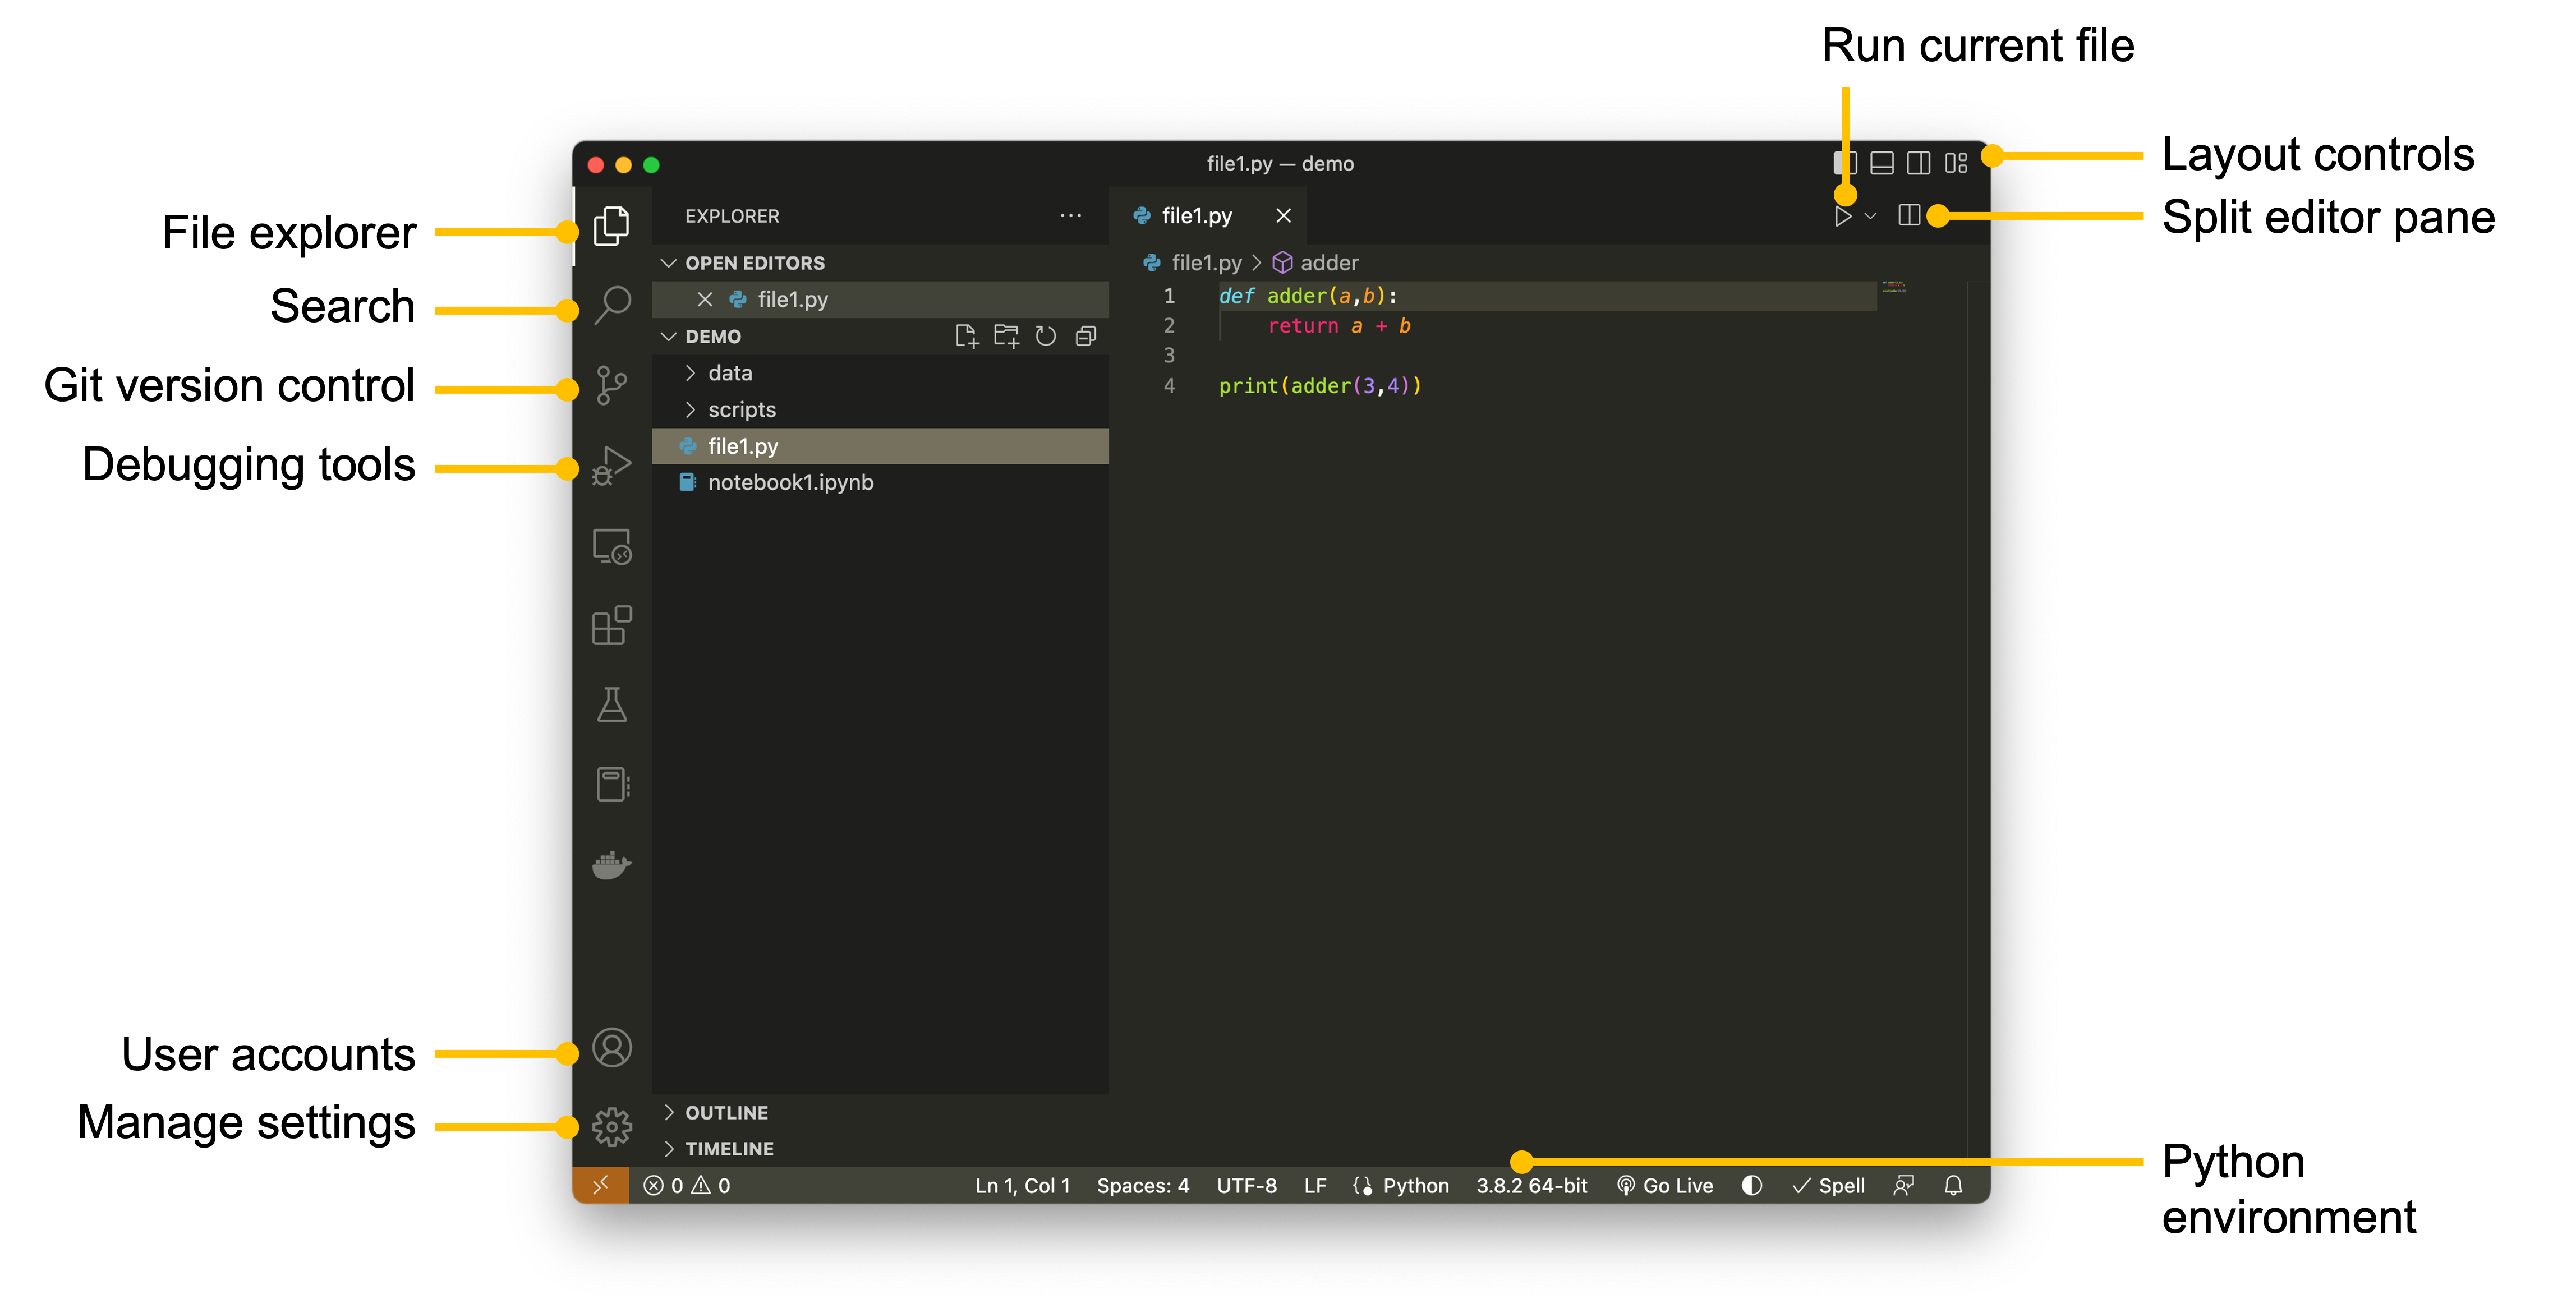 Run current file
Layout controls
Split editor pane
File explorer
Search
Git version control
Debugging tools
User accounts
Manage settings
Python
environment
file1.py — demo
EXPLORER
OPEN EDITORS
file1.py
DEMO
data
scripts
file1.py
notebook1.ipynb
OUTLINE
TIMELINE
file1.py
file1.py > adder
1 def adder(a,b):
2 return a + b
3
4 print(adder(3,4))
0 0
Ln 1, Col 1 Spaces: 4 UTF-8 LF Python 3.8.2 64-bit Go Live Spell